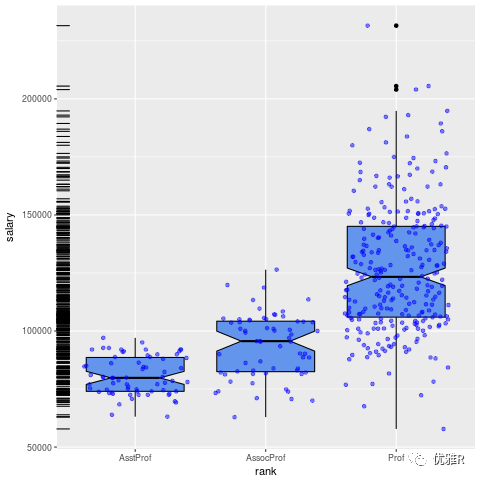 200000
150000
100000
50000
salary
AsstProf
AssocProf
Prof
rank
优雅R